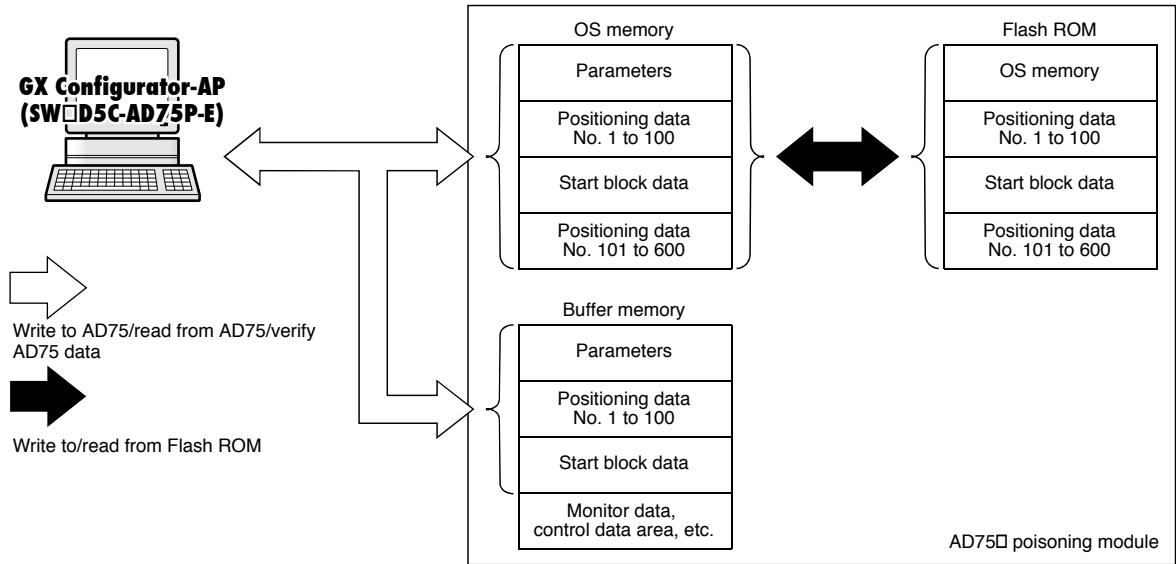 GX Configurator-AP
(SW□D5C-AD75P-E)
Write to AD75/read from AD75/verify
AD75 data
Write to/read from Flash ROM
OS memory
Parameters
Positioning data
No. 1 to 100
Start block data
Positioning data
No. 101 to 600
Buffer memory
Parameters
Positioning data
No. 1 to 100
Start block data
Monitor data,
control data area, etc.
Flash ROM
OS memory
Positioning data
No. 1 to 100
Start block data
Positioning data
No. 101 to 600
AD75□ poisoning module